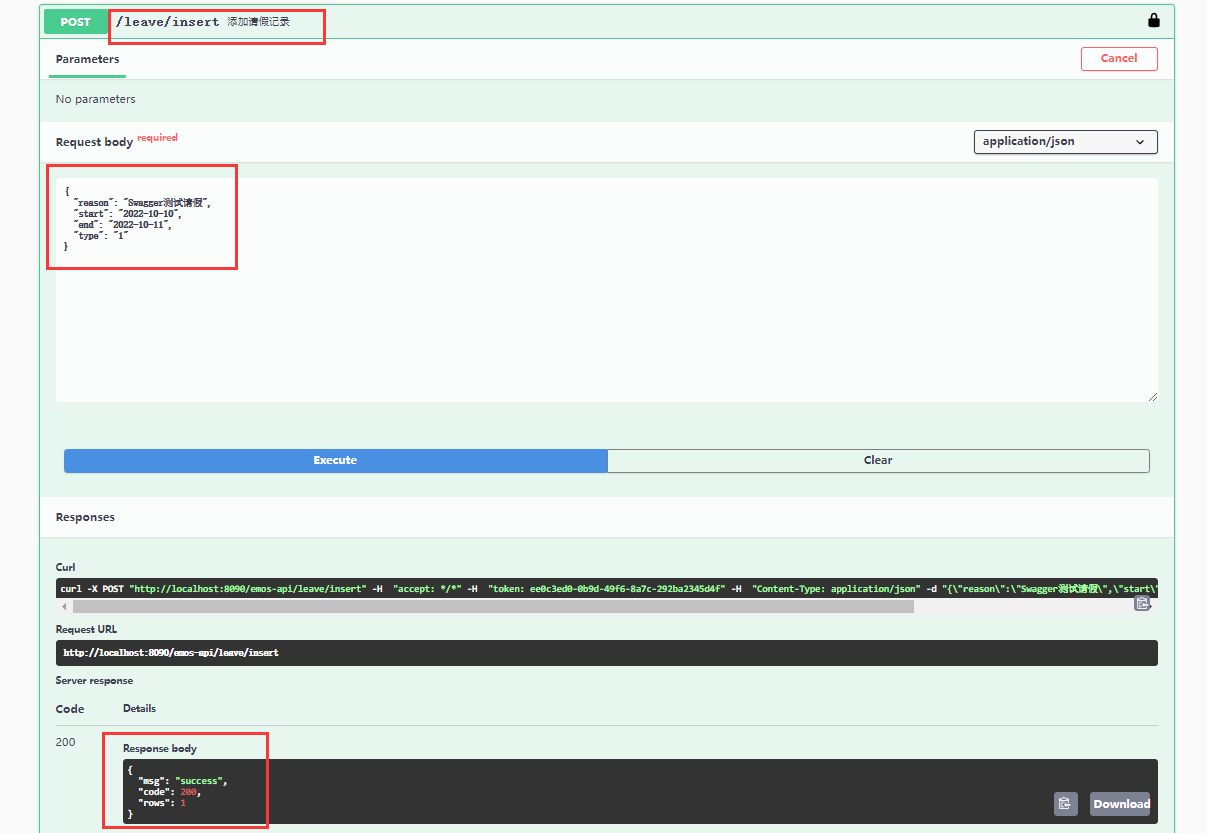 POST /leave/insert 添加请假记录
Parameters
Cancel
No parameters
Request body required
application/json
{
"reason": "Swagger测试请假",
"start": "2022-10-10",
"end": "2022-10-11",
"type": "1"
}
Execute
Clear
Responses
Curl
curl -X POST "http://localhost:8090/emos-api/leave/insert" -H "accept: */*" -H "token: ee0c3ed0-0b9d-49f6-8a7c-292ba2345d4f" -H "Content-Type: application/json" -d "{\"reason\":\"Swagger测试请假\",\"start\"
Request URL
http://localhost:8090/emos-api/leave/insert
Server response
Code Details
200
Response body
{
"msg": "success",
"code": 200,
"rows": 1
}
Download